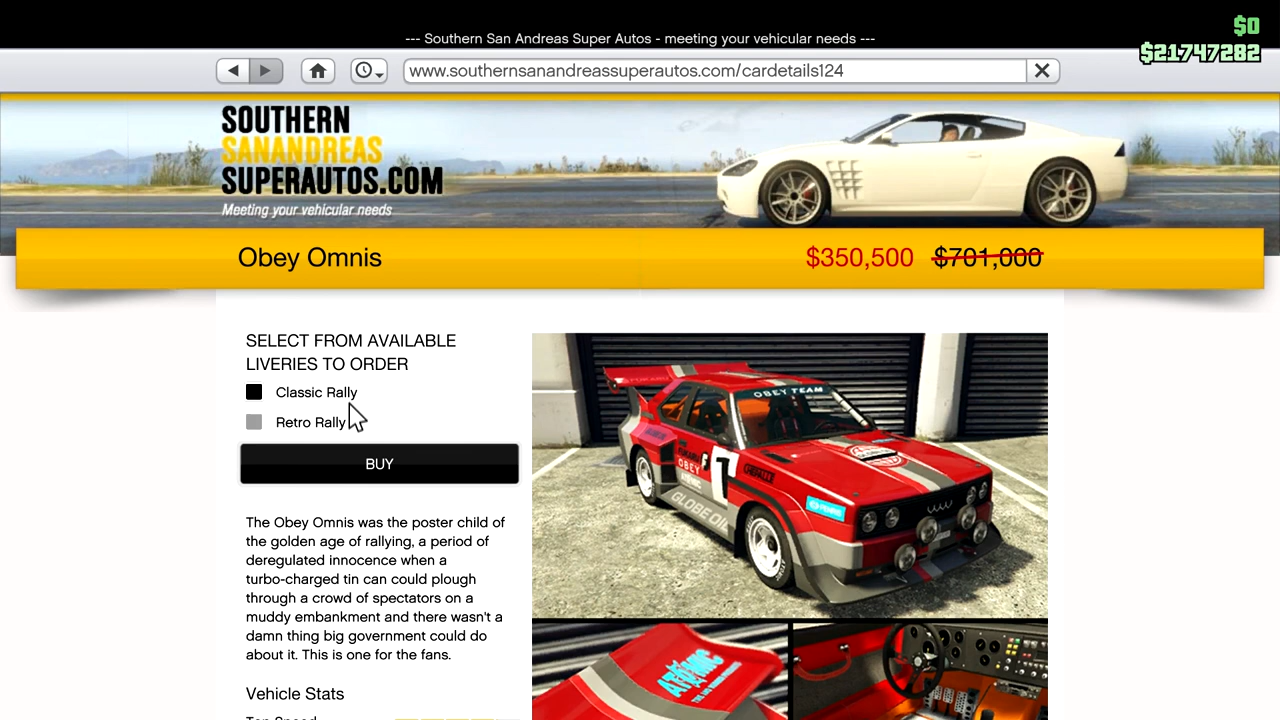 --- Southern San Andreas Super Autos - meeting your vehicular needs ---
$0
$21747282
www.southernsanandreassuperautos.com/cardetails124
SOUTHERN
SANANDREAS
SUPERAUTOS.COM
Meeting your vehicular needs
Obey Omnis
$350,500 $701,000
SELECT FROM AVAILABLE
LIVERIES TO ORDER
Classic Rally
Retro Rally
BUY
The Obey Omnis was the poster child of
the golden age of rallying, a period of
deregulated innocence when a
turbo-charged tin can could plough
through a crowd of spectators on a
muddy embankment and there wasn't a
damn thing big government could do
about it. This is one for the fans.
Vehicle Stats
Top Speed
OBEY TEAM
OBEY
ATOMIC
1
GLOBE OIL
ATOMIC